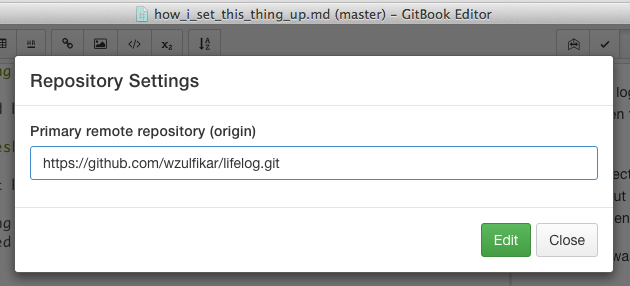 how_i_set_this_thing_up.md (master) – GitBook Editor
Repository Settings
Primary remote repository (origin)
https://github.com/wzulfikar/lifelog.git
Edit
Close